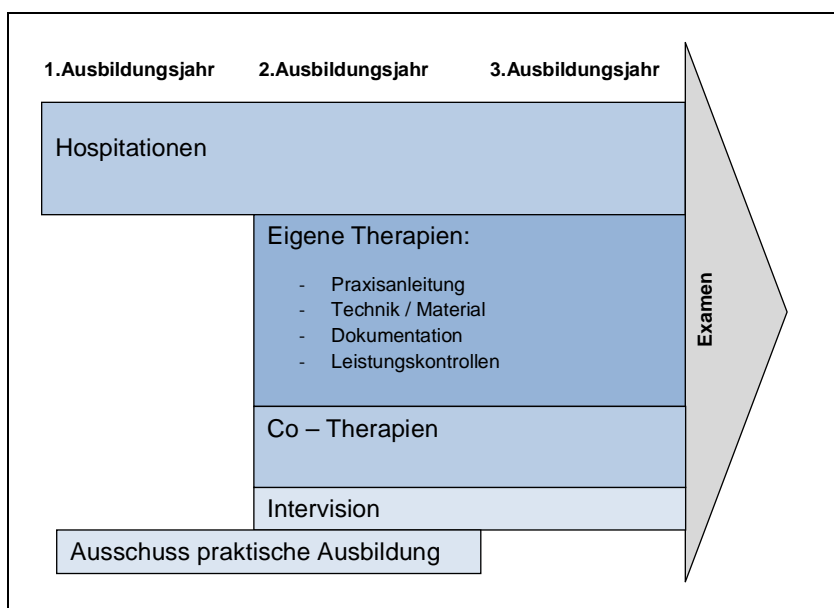 1.Ausbildungsjahr 2.Ausbildungsjahr 3.Ausbildungsjahr
Hospitationen
Eigene Therapien:
- Praxisanleitung
- Technik / Material
- Dokumentation
- Leistungskontrollen
Co – Therapien
Intervision
Ausschuss praktische Ausbildung
Examen